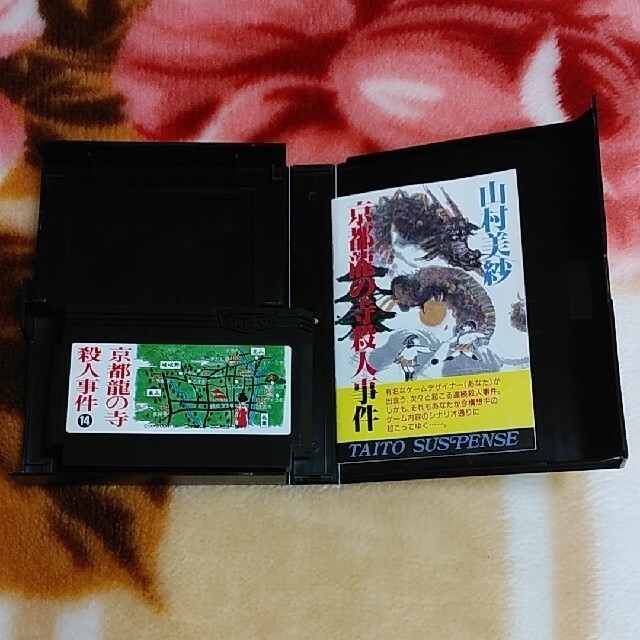 京都龍の寺
殺人事件
14
山村美紗
京都龍の寺殺人事件
有名なゲームデザイナー(あなた)が
出会う、次々と起こる連続殺人事件。
しかも、それもあなたが今構想中の
ゲーム内容のシナリオ通りに
起こってゆく……。
TAITO SUSPENSE